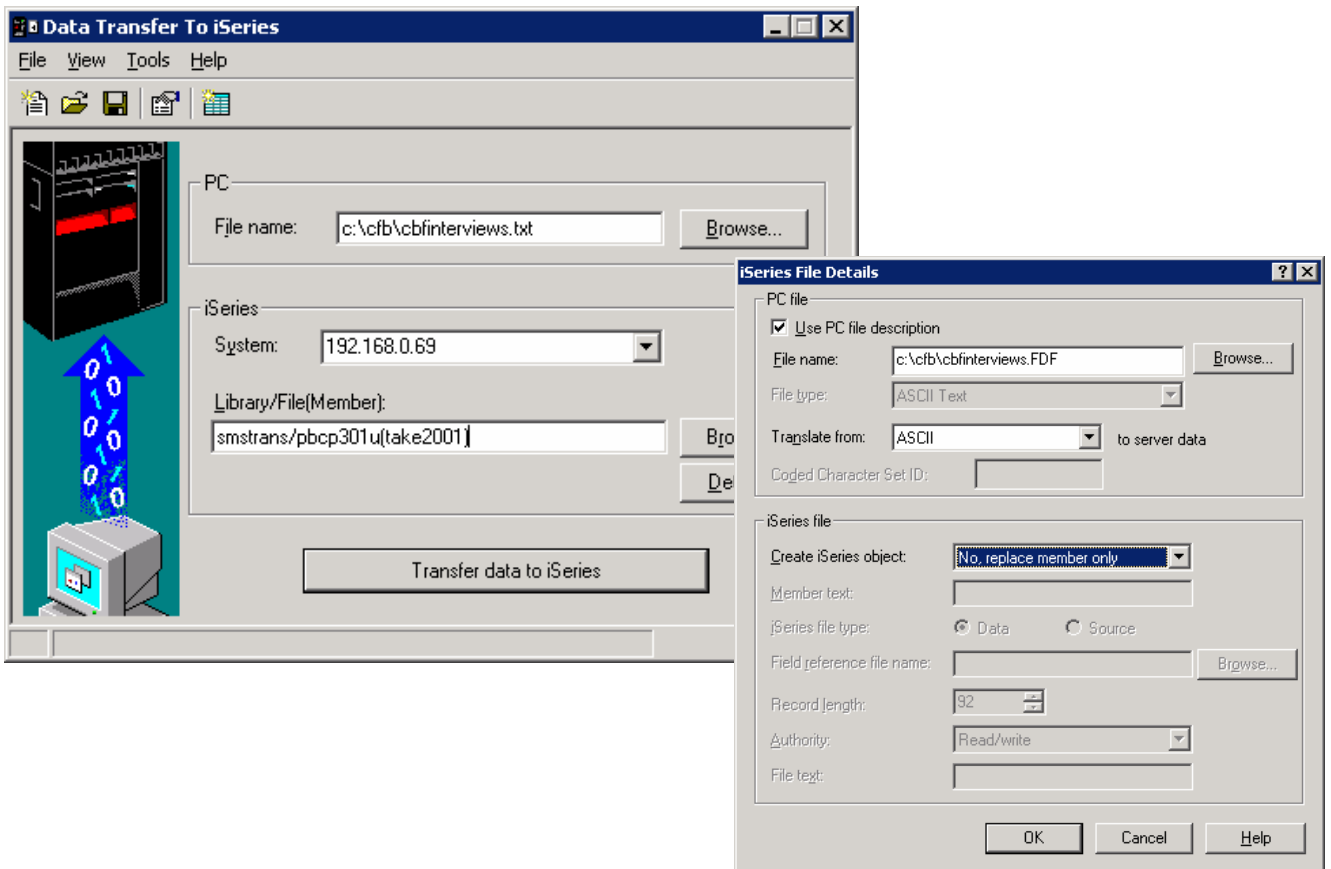 Data Transfer To iSeries
File View Tools Help
PC
File name: c:\cfb\cbfinterviews.txt Browse...
iSeries
System: 192.168.0.69
Library/File(Member):
smstrans/pbcp301u(take2001) Bro
De
Transfer data to iSeries
iSeries File Details
PC file
Use PC file description
File name: c:\cfb\cbfinterviews.FDF Browse...
File type: ASCII Text
Translate from: ASCII to server data
Coded Character Set ID:
iSeries file
Create iSeries object: No, replace member only
Member text:
iSeries file type: Data Source
Field reference file name: Browse...
Record length: 92
Authority: Read/write
File text:
OK Cancel Help